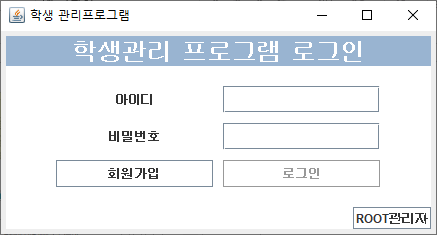 학생 관리프로그램
학생관리 프로그램 로그인
아이디
비밀번호
회원가입 로그인
ROOT관리자